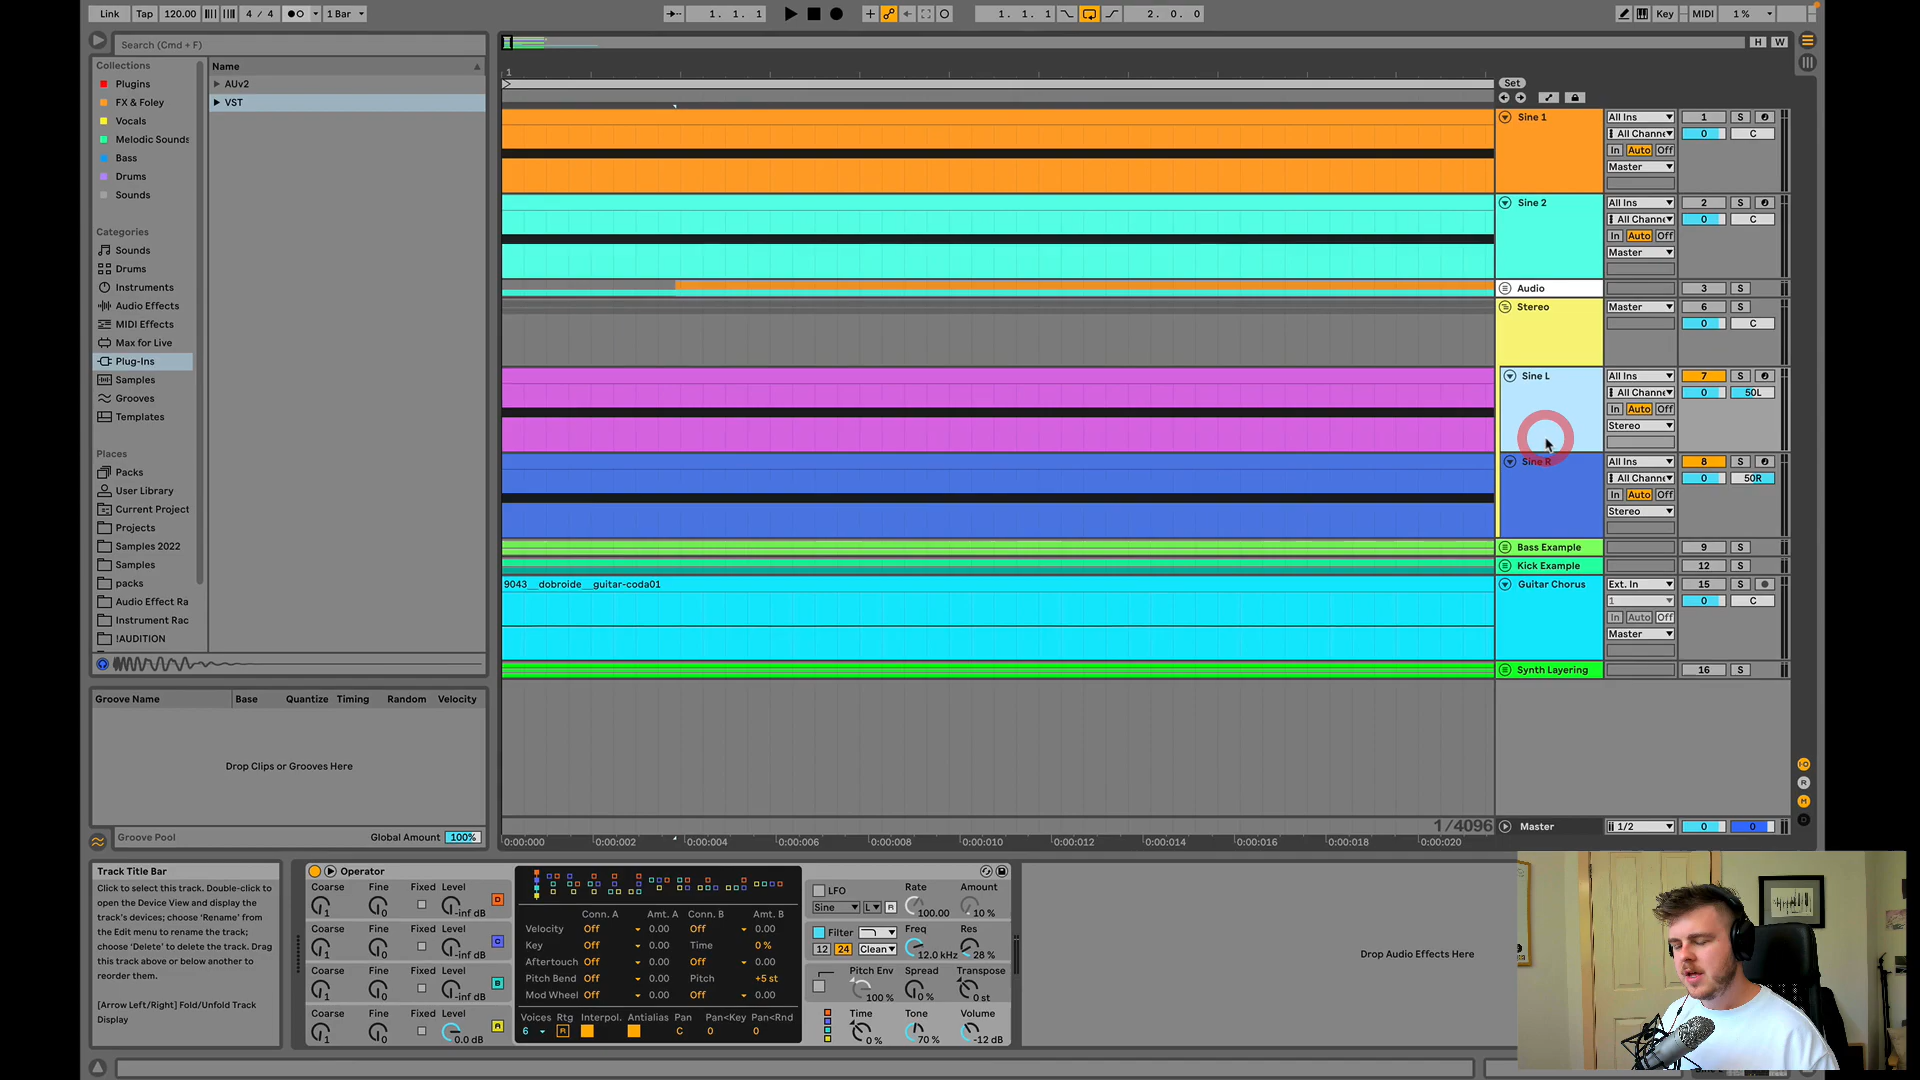 Link Tap 120.00 4 / 4 1 Bar 1. 1. 1 1. 1. 1 2. 0. 0 Key MIDI 1 %
Search (Cmd + F)
H W
Collections
Plugins
FX & Foley
Vocals
Melodic Sounds
Bass
Drums
Sounds
Categories
Sounds
Drums
Instruments
Audio Effects
MIDI Effects
Max for Live
Plug-Ins
Samples
Grooves
Templates
Places
Packs
User Library
Current Project
Projects
Samples 2022
Samples
packs
Audio Effect Ra
Instrument Rac
!AUDITION
Name
AUv2
VST
1
Set
Sine 1 All Ins 1 S
All Channe 0 C
In Auto Off
Master
Sine 2 All Ins 2 S
All Channe 0 C
In Auto Off
Master
Audio 3 S
Stereo Master 6 S
0 C
Sine L All Ins 7 S
All Channe 0 50L
In Auto Off
Stereo
Sine R All Ins 8 S
All Channe 0 50R
In Auto Off
Stereo
Bass Example 9 S
Kick Example 12 S
9043__dobroide__guitar-coda01 Guitar Chorus Ext. In 15 S
1 0 C
In Auto Off
Master
Synth Layering 16 S
1/4096
Master 1/2 0 0
0:00:000 0:00:002 0:00:004 0:00:006 0:00:008 0:00:010 0:00:012 0:00:014 0:00:016 0:00:018 0:00:020
Groove Name Base Quantize Timing Random Velocity
Drop Clips or Grooves Here
Groove Pool Global Amount 100%
Track Title Bar
Click to select this track. Double-click to
open the Device View and display the
track's devices; choose 'Rename' from
the Edit menu to rename the track;
choose 'Delete' to delete the track. Drag
this track above or below another to
reorder them.
[Arrow Left/Right] Fold/Unfold Track
Display
Operator
Coarse Fine Fixed Level
1 0 -inf dB D
Coarse Fine Fixed Level
1 0 -inf dB C
Coarse Fine Fixed Level
1 0 -inf dB B
Coarse Fine Fixed Level
1 0 0.0 dB A
Conn. A Amt. A Conn. B Amt. B
Velocity Off 0.00 Off 0.00
Key Off 0.00 Time 0 %
Aftertouch Off 0.00 Off 0.00
Pitch Bend Off 0.00 Pitch +5 st
Mod Wheel Off 0.00 Off 0.00
Voices Rtg Interpol. Antialias Pan Pan<Key Pan<Rnd
6 R C 0 0
LFO Rate Amount
Sine L R 100.00 10 %
Filter Freq Res
12 24 Clean 12.0 kHz 28 %
Pitch Env Spread Transpose
100 % 0 % 0 st
Time Tone Volume
0 % 70 % -12 dB
Drop Audio Effects Here